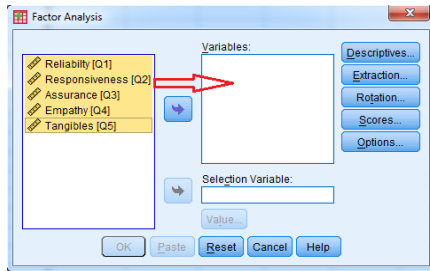 Factor Analysis
Variables:
Reliabilty [Q1]
Responsiveness [Q2]
Assurance [Q3]
Empathy [Q4]
Tangibles [Q5]
Descriptives...
Extraction...
Rotation...
Scores...
Options...
Selection Variable:
Value...
OK Paste Reset Cancel Help